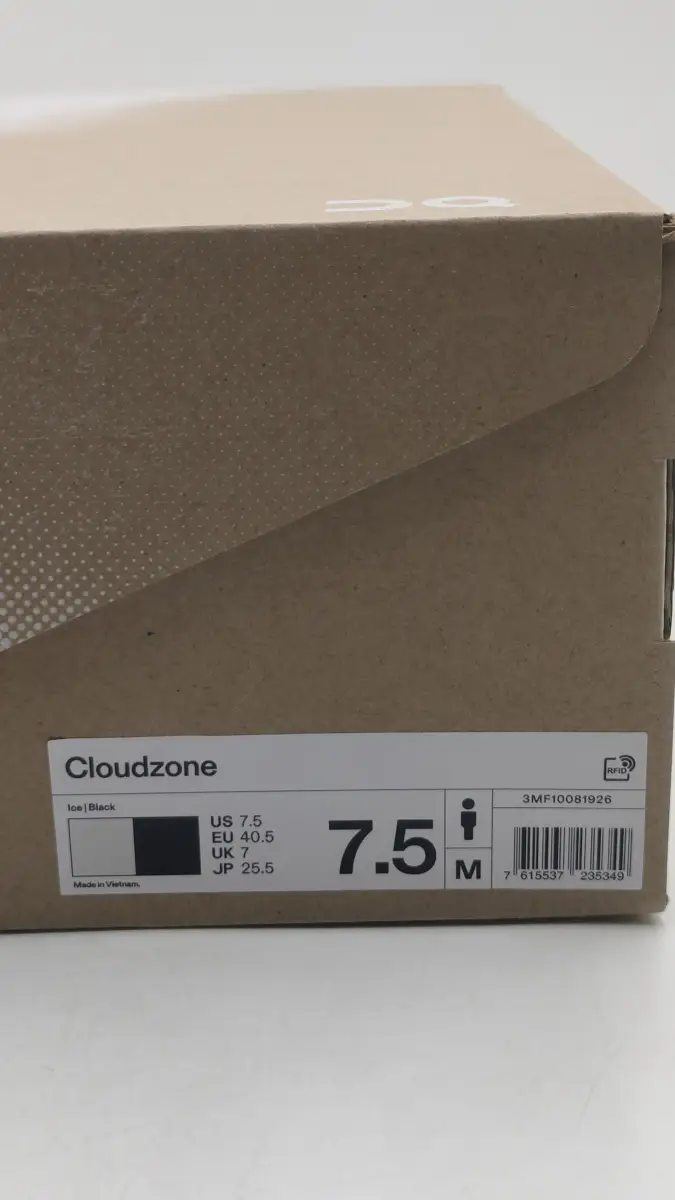 on
Cloudzone
RFID
Ice | Black
US 7.5
EU 40.5
UK 7
JP 25.5
Made in Vietnam.
7.5
M
3MF10081926
7 615537 235349